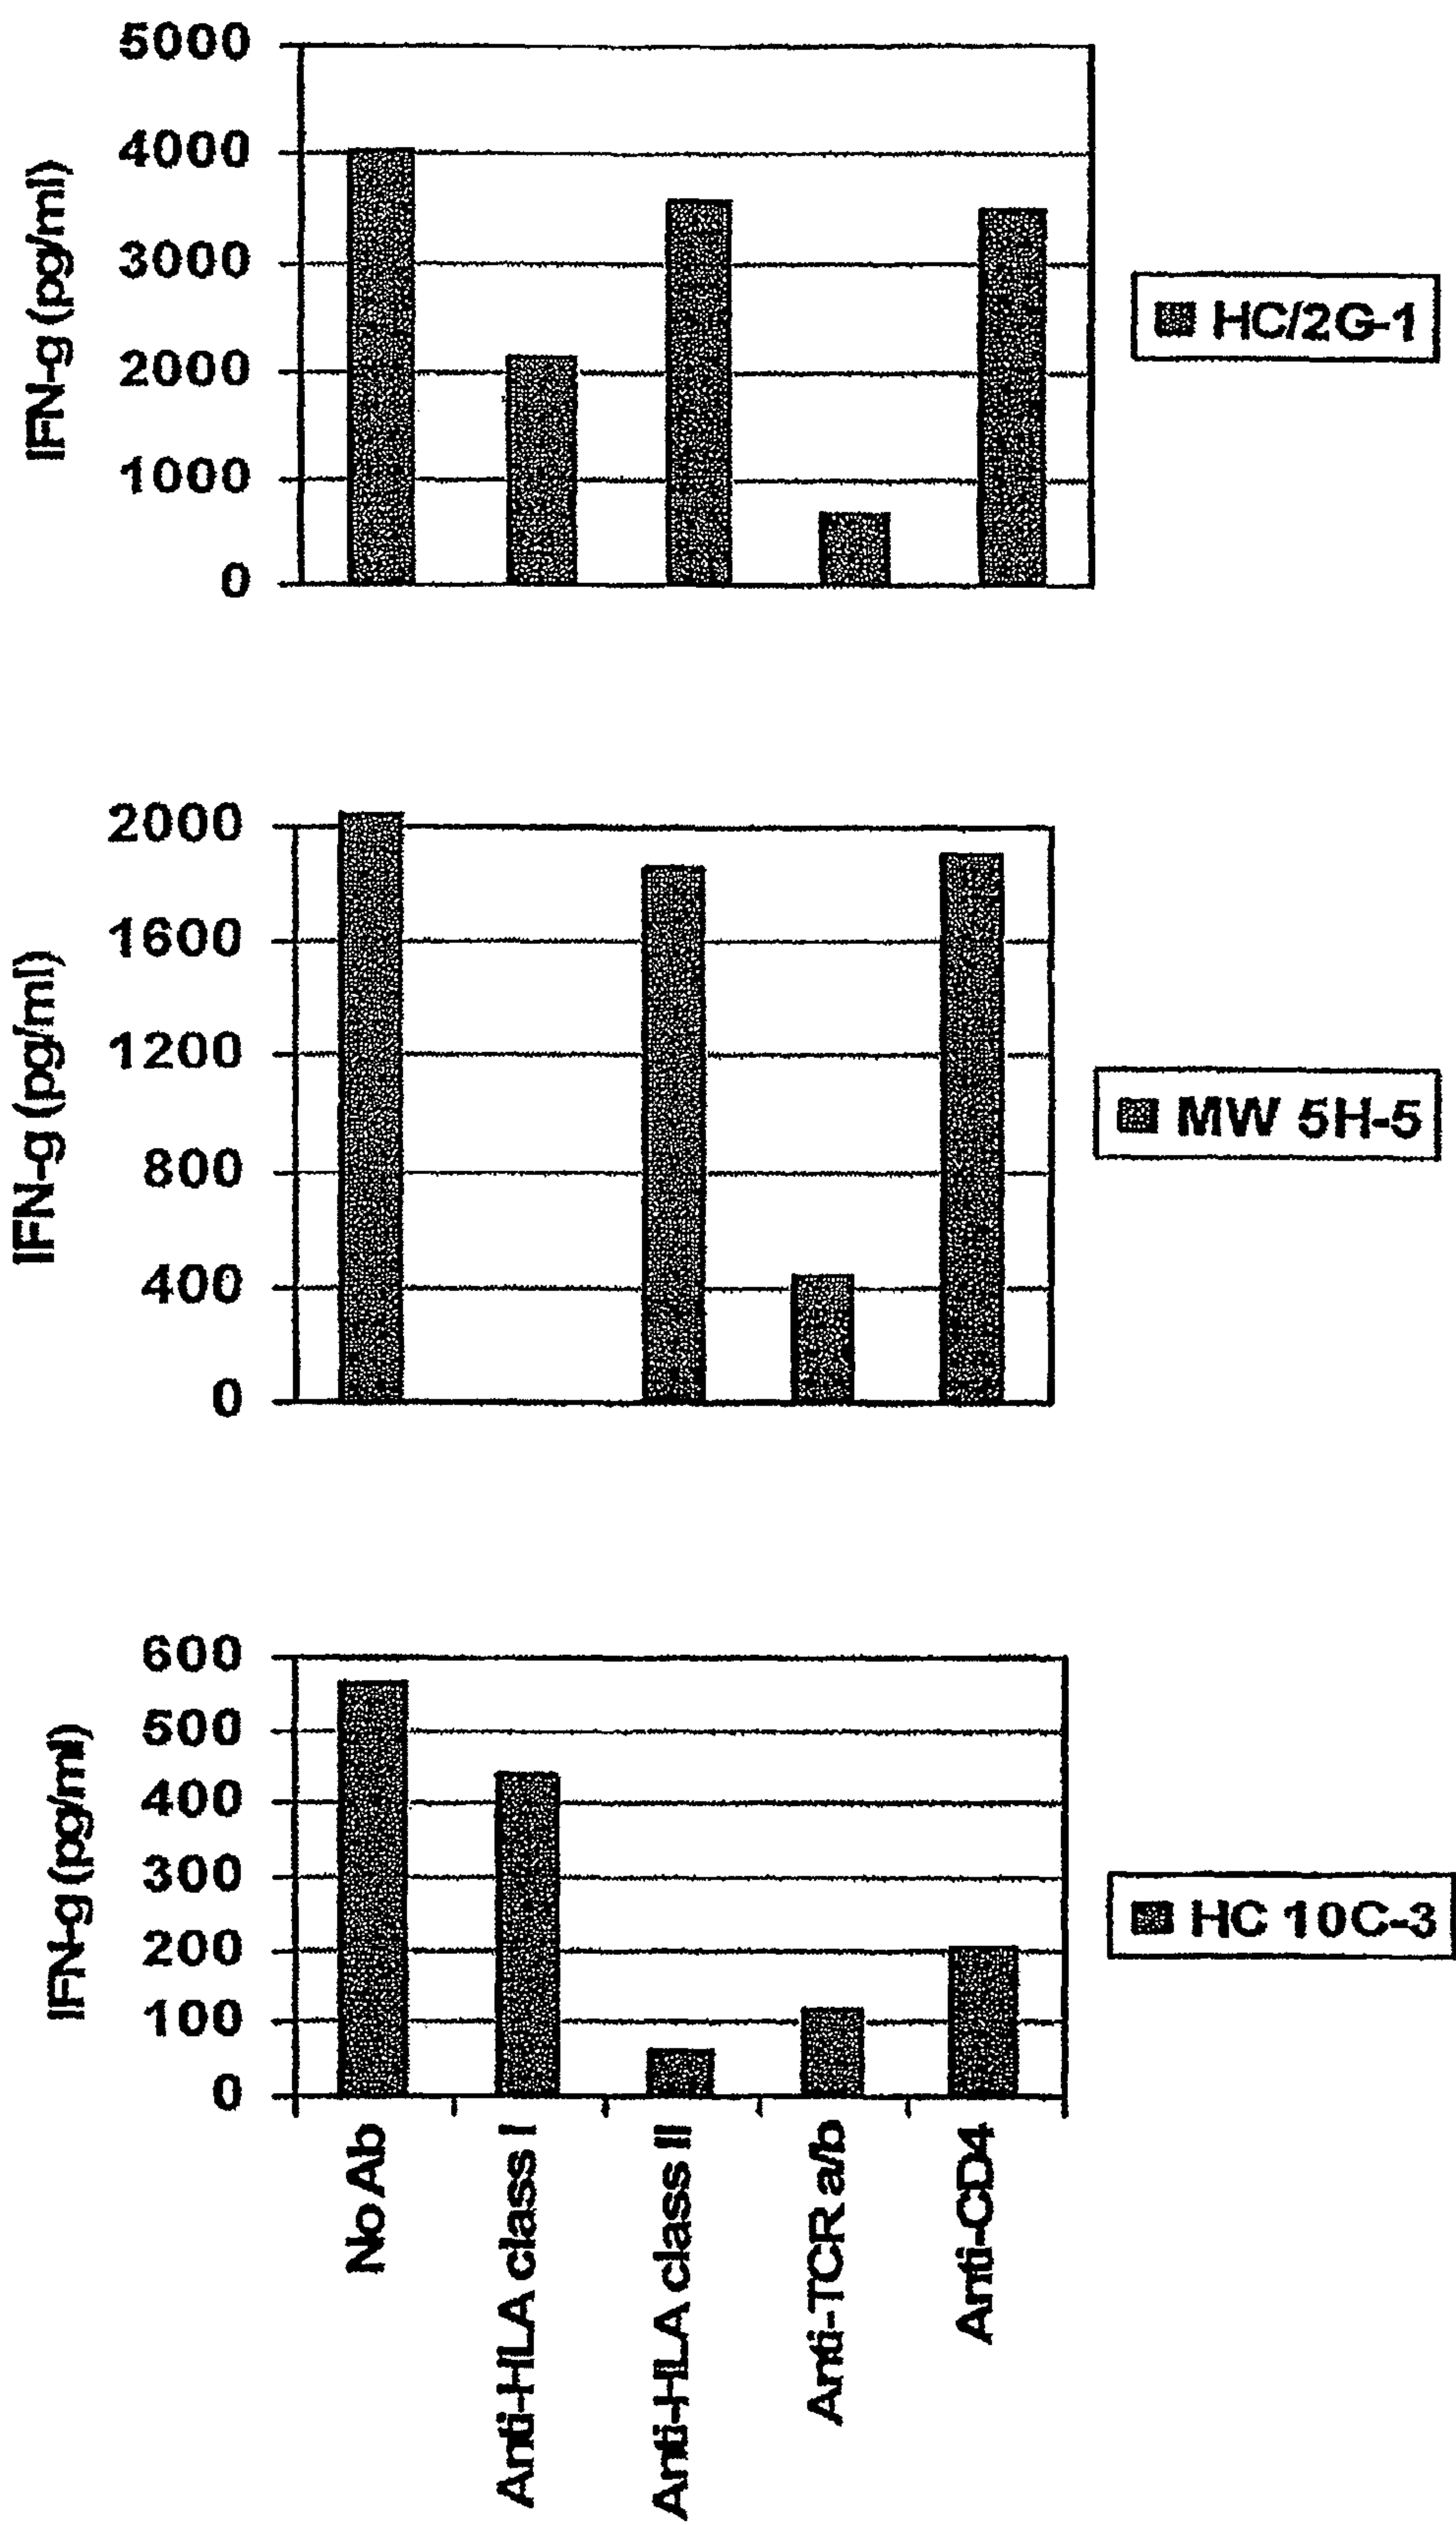 5000
4000
3000
2000
1000
0
IFN-g (pg/ml)
HC/2G-1
2000
1600
1200
800
400
0
IFN-g (pg/ml)
MW 5H-5
600
500
400
300
200
100
0
IFN-g (pg/ml)
HC 10C-3
No Ab
Anti-HLA class I
Anti-HLA class II
Anti-TCR a/b
Anti-CD4